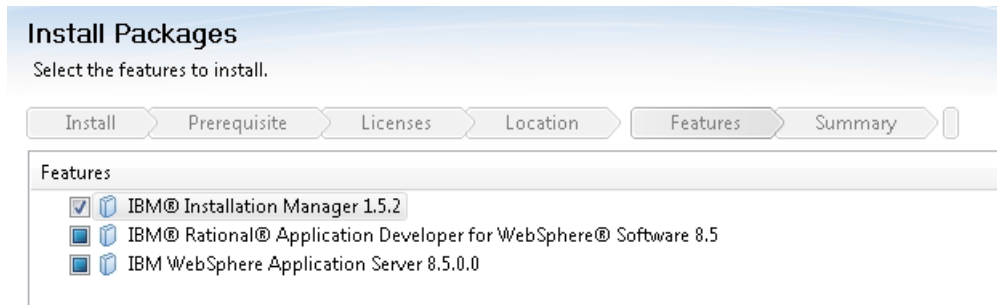 Install Packages
Select the features to install.
Install Prerequisite Licenses Location Features Summary
Features
IBM® Installation Manager 1.5.2
IBM® Rational® Application Developer for WebSphere® Software 8.5
IBM WebSphere Application Server 8.5.0.0